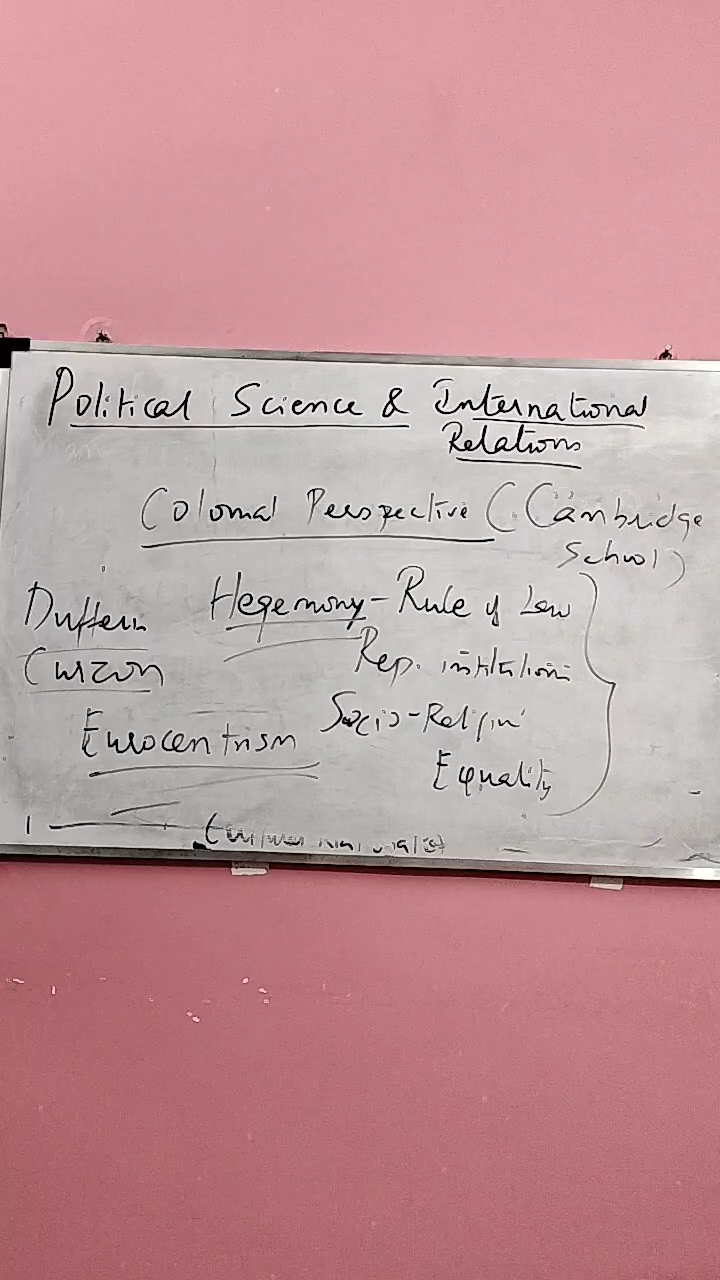 Political Science & International
Relations
Colonial Perspective (Cambridge
School)
Dufferin Hegemony - Rule of Law
Curzon Rep. institutions
Eurocentrism Socio-Religin'
Equality